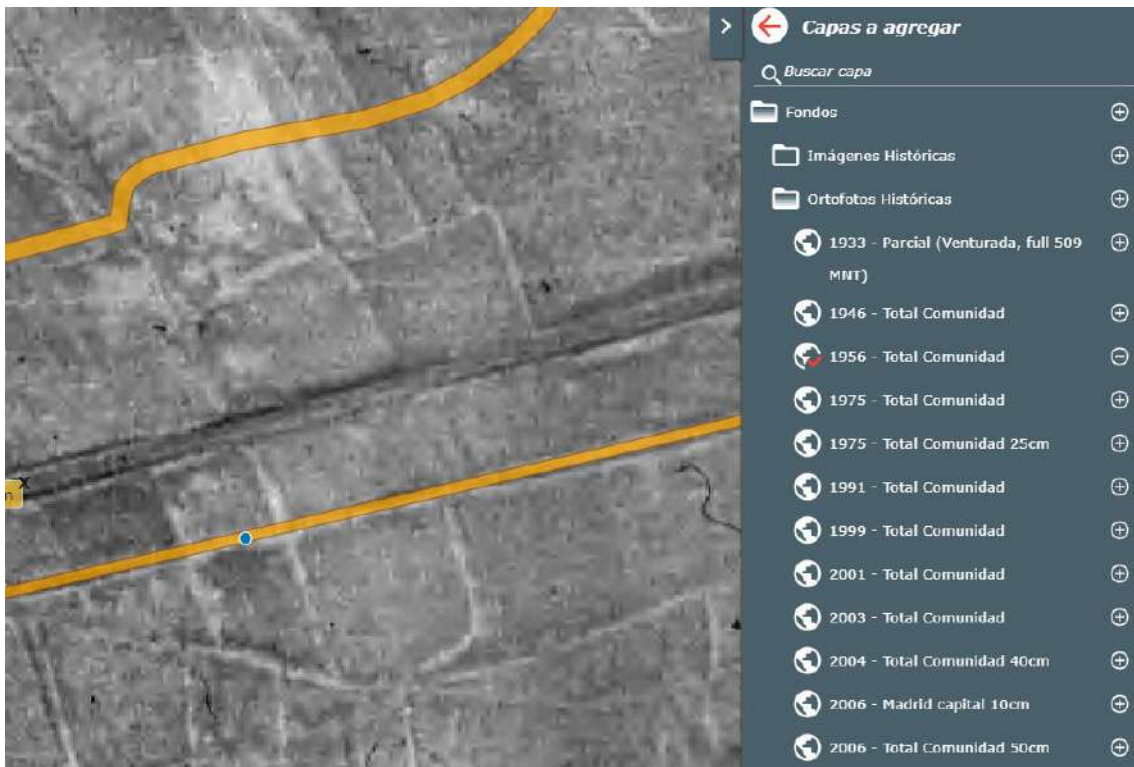 Capas a agregar
Buscar capa
Fondos
Imágenes Históricas
Ortofotos Históricas
1933 - Parcial (Venturada, full 509
MNT)
1946 - Total Comunidad
1956 - Total Comunidad
1975 - Total Comunidad
1975 - Total Comunidad 25cm
1991 - Total Comunidad
1999 - Total Comunidad
2001 - Total Comunidad
2003 - Total Comunidad
2004 - Total Comunidad 40cm
2006 - Madrid capital 10cm
2006 - Total Comunidad 50cm